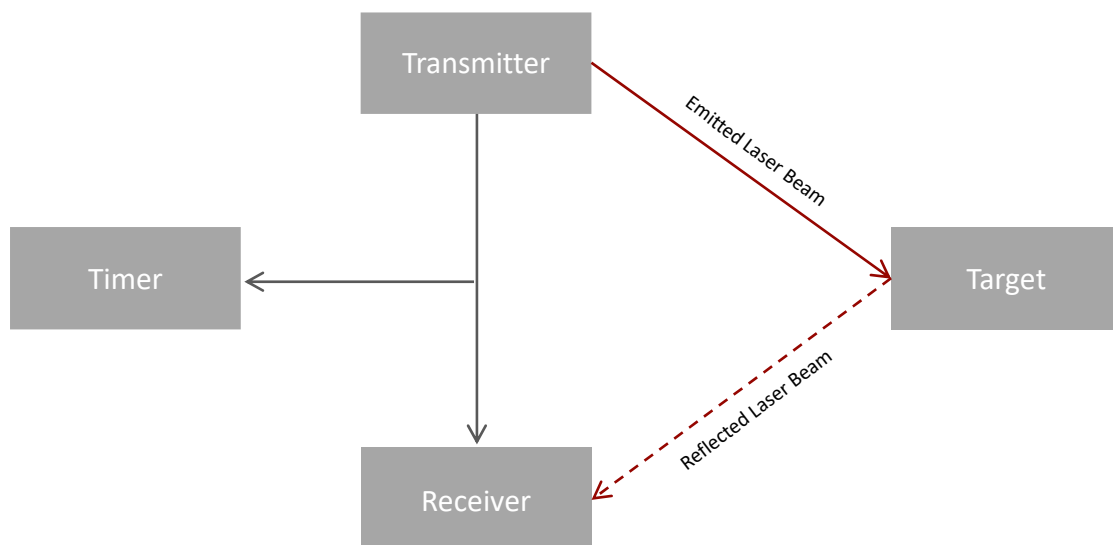 Transmitter
Emitted Laser Beam
Timer
Target
Reflected Laser Beam
Receiver